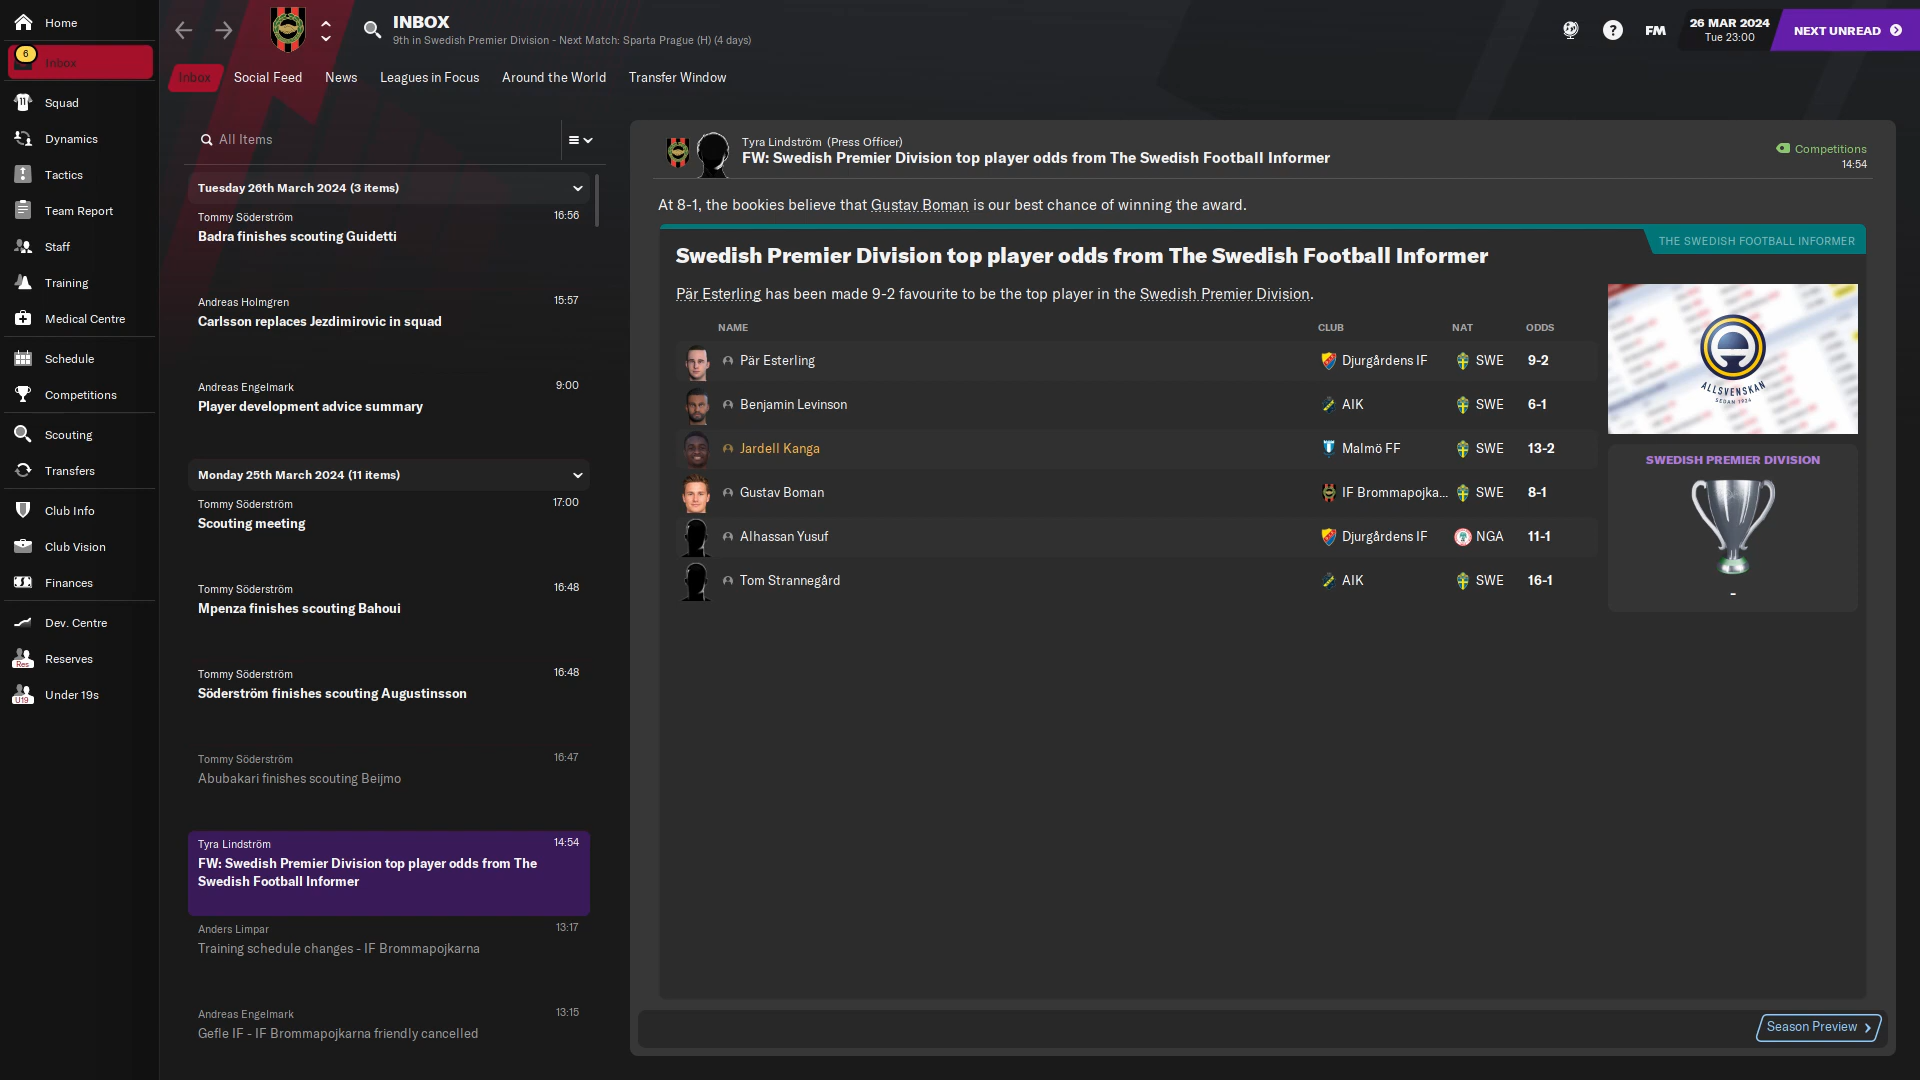 Home
6
Inbox
Squad
Dynamics
Tactics
Team Report
Staff
Training
Medical Centre
Schedule
Competitions
Scouting
Transfers
Club Info
Club Vision
Finances
Dev. Centre
Res
Reserves
U19
Under 19s
INBOX
9th in Swedish Premier Division - Next Match: Sparta Prague (H) (4 days)
FM
26 MAR 2024
Tue 23:00
NEXT UNREAD
Inbox
Social Feed
News
Leagues in Focus
Around the World
Transfer Window
All Items
Tuesday 26th March 2024 (3 items)
Tommy Söderström 16:56
Badra finishes scouting Guidetti
Andreas Holmgren 15:57
Carlsson replaces Jezdimirovic in squad
Andreas Engelmark 9:00
Player development advice summary
Monday 25th March 2024 (11 items)
Tommy Söderström 17:00
Scouting meeting
Tommy Söderström 16:48
Mpenza finishes scouting Bahoui
Tommy Söderström 16:48
Söderström finishes scouting Augustinsson
Tommy Söderström 16:47
Abubakari finishes scouting Beijmo
Tyra Lindström 14:54
FW: Swedish Premier Division top player odds from The
Swedish Football Informer
Anders Limpar 13:17
Training schedule changes - IF Brommapojkarna
Andreas Engelmark 13:15
Gefle IF - IF Brommapojkarna friendly cancelled
Tyra Lindström (Press Officer)
FW: Swedish Premier Division top player odds from The Swedish Football Informer
Competitions
14:54
At 8-1, the bookies believe that Gustav Boman is our best chance of winning the award.
THE SWEDISH FOOTBALL INFORMER
Swedish Premier Division top player odds from The Swedish Football Informer
Pär Esterling has been made 9-2 favourite to be the top player in the Swedish Premier Division.
NAME CLUB NAT ODDS
Pär Esterling Djurgårdens IF SWE 9-2
Benjamin Levinson AIK SWE 6-1
Jardell Kanga Malmö FF SWE 13-2
Gustav Boman IF Brommapojka... SWE 8-1
Alhassan Yusuf Djurgårdens IF NGA 11-1
Tom Strannegård AIK SWE 16-1
ALLSVENSKAN
SEDAN 1924
SWEDISH PREMIER DIVISION
-
Season Preview